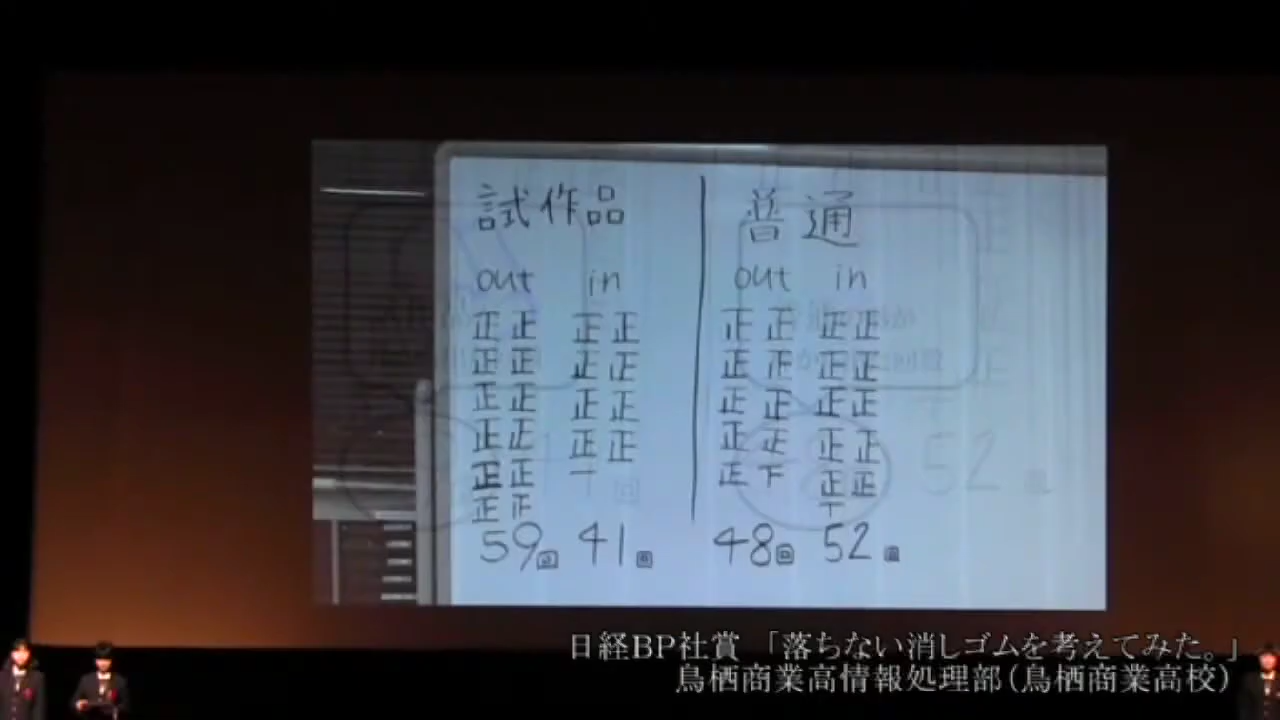 試作品 普通
out in out in
正正 正正 正正 正正
正正 正正 正正 正正
正正 正正 正正 正正
正正 正正 正正 正正
正正 一 正下 正正
正
59回 41回 48回 52回
52
日経BP社賞 「落ちない消しゴムを考えてみた。」
鳥栖商業高情報処理部(鳥栖商業高校)